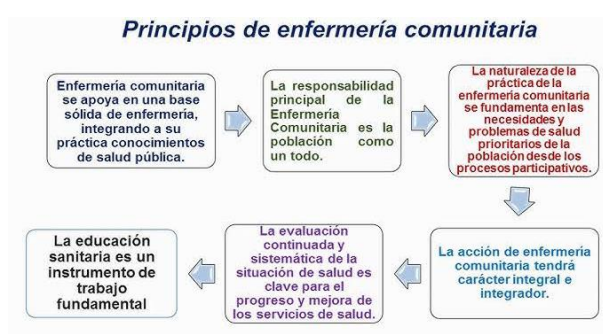 Principios de enfermería comunitaria
Enfermería comunitaria
se apoya en una base
sólida de enfermería,
integrando a su
práctica conocimientos
de salud pública.
La responsabilidad
principal de la
Enfermería
Comunitaria es la
población como
un todo.
La naturaleza de la
práctica de la
enfermería comunitaria
se fundamenta en las
necesidades y
problemas de salud
prioritarios de la
población desde los
procesos participativos.
La acción de enfermería
comunitaria tendrá
carácter integral e
integrador.
La evaluación
continuada y
sistemática de la
situación de salud es
clave para el
progreso y mejora de
los servicios de salud.
La educación
sanitaria es un
instrumento de
trabajo
fundamental